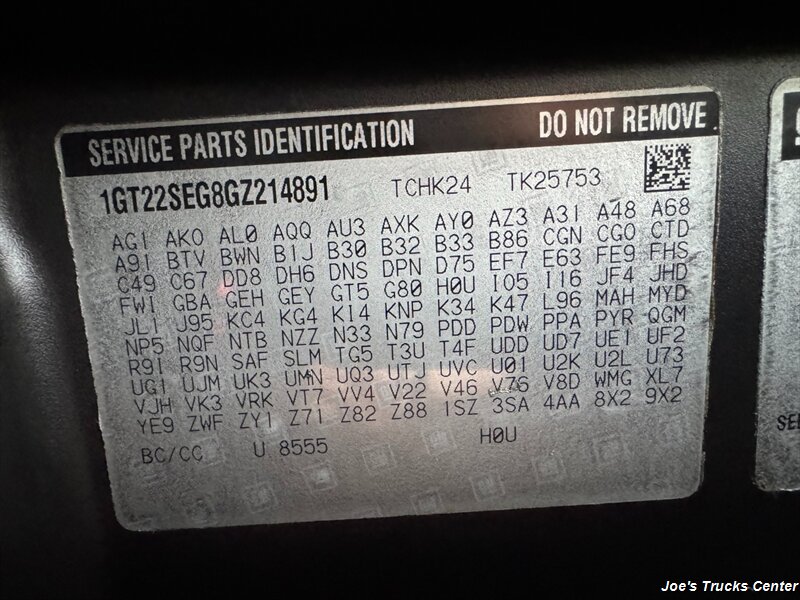 SERVICE PARTS IDENTIFICATION DO NOT REMOVE
1GT22SEG8GZ214891 TCHK24 TK25753
AG1 AKO AL0 AQQ AU3 AXK AY0 AZ3 A31 A48 A68
A91 BTV BWN B1J B30 B32 B33 B86 CGN CGO CTD
C49 C67 DD8 DH6 DNS DPN D75 EF7 E63 FE9 FHS
FW1 GBA GEH GEY GT5 G80 H0U IO5 I16 JF4 JHD
JL1 J95 KC4 KG4 K14 KNP K34 K47 L96 MAH MYD
NP5 NQF NTB NZZ N33 N79 PDD PDW PPA PYR QGM
R9I R9N SAF SLM TG5 T3U T4F UDD UD7 UE1 UF2
UG1 UJM UK3 UMN UQ3 UTJ UVC U01 U2K U2L U73
VJH VK3 VRK VT7 VV4 V22 V46 V76 V8D WMG XL7
YE9 ZWF ZY1 Z71 Z82 Z88 1SZ 3SA 4AA 8X2 9X2
BC/CC U 8555 H0U
SE
Joe's Trucks Center